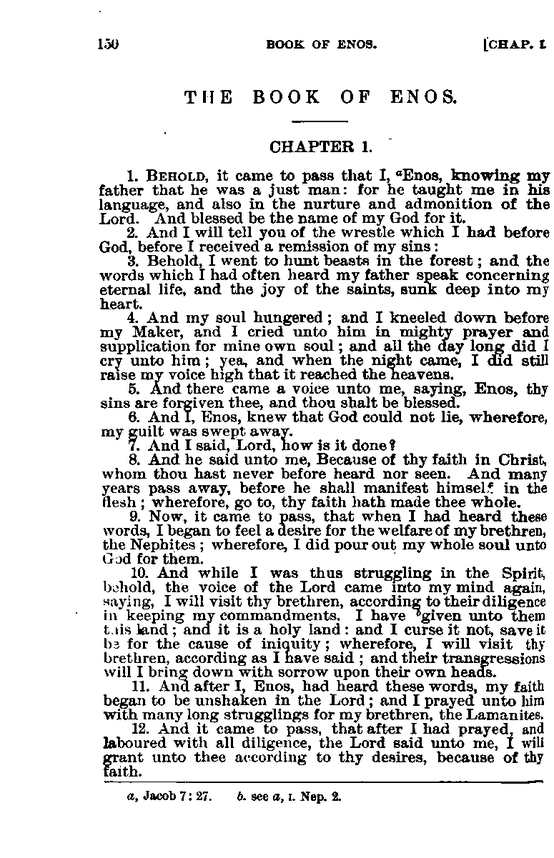 150 BOOK OF ENOS. [CHAP. I.
THE BOOK OF ENOS.
CHAPTER 1.
1. BEHOLD, it came to pass that I, ᵃEnos, knowing my
father that he was a just man: for he taught me in his
language, and also in the nurture and admonition of the
Lord. And blessed be the name of my God for it.
2. And I will tell you of the wrestle which I had before
God, before I received a remission of my sins:
3. Behold, I went to hunt beasts in the forest; and the
words which I had often heard my father speak concerning
eternal life, and the joy of the saints, sunk deep into my
heart.
4. And my soul hungered; and I kneeled down before
my Maker, and I cried unto him in mighty prayer and
supplication for mine own soul; and all the day long did I
cry unto him; yea, and when the night came, I did still
raise my voice high that it reached the heavens.
5. And there came a voice unto me, saying, Enos, thy
sins are forgiven thee, and thou shalt be blessed.
6. And I, Enos, knew that God could not lie, wherefore,
my guilt was swept away.
7. And I said, Lord, how is it done?
8. And he said unto me, Because of thy faith in Christ,
whom thou hast never before heard nor seen. And many
years pass away, before he shall manifest himself in the
flesh; wherefore, go to, thy faith hath made thee whole.
9. Now, it came to pass, that when I had heard these
words, I began to feel a desire for the welfare of my brethren,
the Nephites; wherefore, I did pour out my whole soul unto
God for them.
10. And while I was thus struggling in the Spirit,
behold, the voice of the Lord came into my mind again,
saying, I will visit thy brethren, according to their diligence
in keeping my commandments. I have ᵇgiven unto them
this land; and it is a holy land: and I curse it not, save it
be for the cause of iniquity; wherefore, I will visit thy
brethren, according as I have said; and their transgressions
will I bring down with sorrow upon their own heads.
11. And after I, Enos, had heard these words, my faith
began to be unshaken in the Lord; and I prayed unto him
with many long strugglings for my brethren, the Lamanites.
12. And it came to pass, that after I had prayed, and
laboured with all diligence, the Lord said unto me, I will
grant unto thee according to thy desires, because of thy
faith.
a, Jacob 7: 27. b. see a, I. Nep. 2.